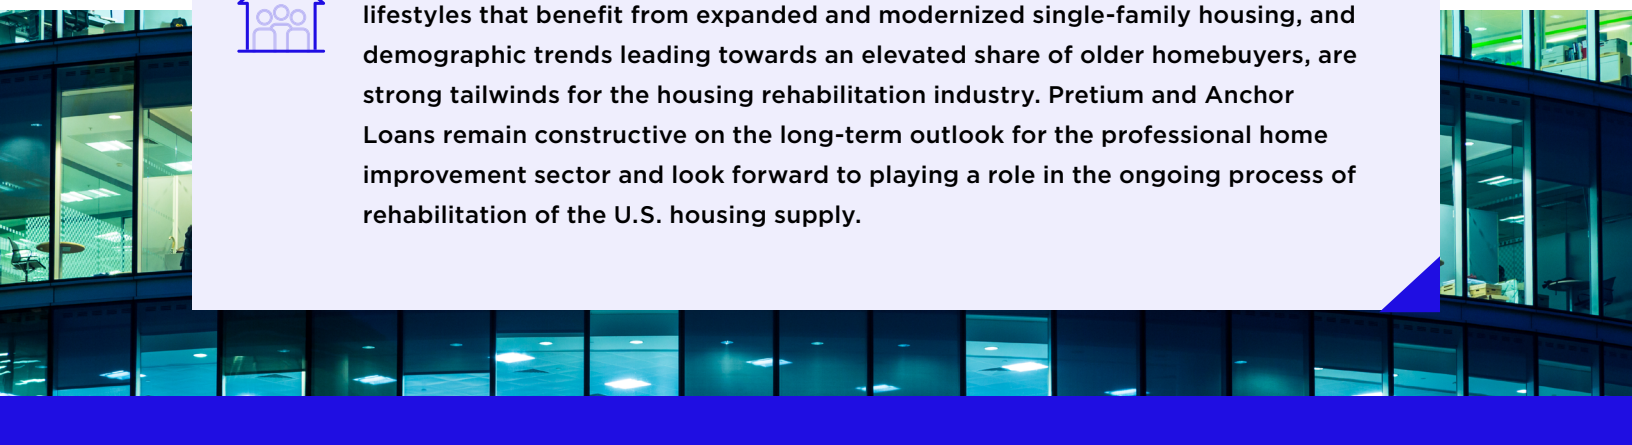 lifestyles that benefit from expanded and modernized single-family housing, and
demographic trends leading towards an elevated share of older homebuyers, are
strong tailwinds for the housing rehabilitation industry. Pretium and Anchor
Loans remain constructive on the long-term outlook for the professional home
improvement sector and look forward to playing a role in the ongoing process of
rehabilitation of the U.S. housing supply.